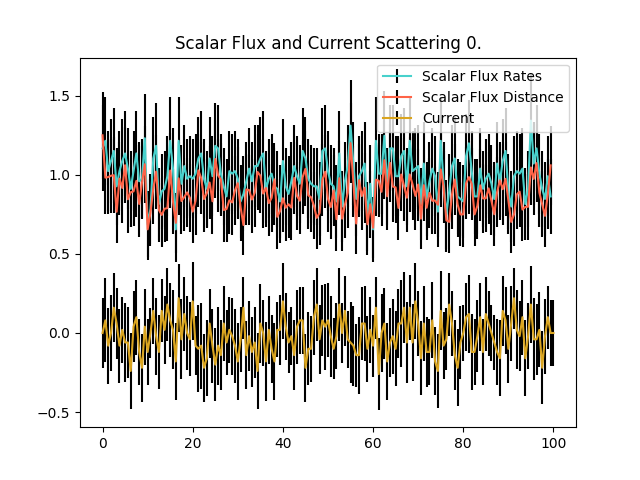 Scalar Flux and Current Scattering 0.
Scalar Flux Rates
Scalar Flux Distance
Current
1.5
1.0
0.5
0.0
−0.5
0 20 40 60 80 100